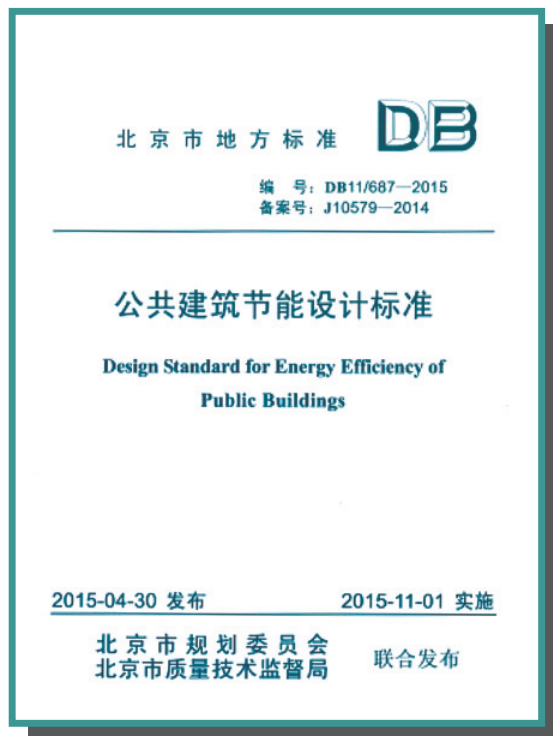 北京市地方标准
DB
编 号：DB11/687—2015
备案号：J10579—2014
公共建筑节能设计标准
Design Standard for Energy Efficiency of
Public Buildings
2015-04-30 发布
2015-11-01 实施
北京市规划委员会
北京市质量技术监督局
联合发布